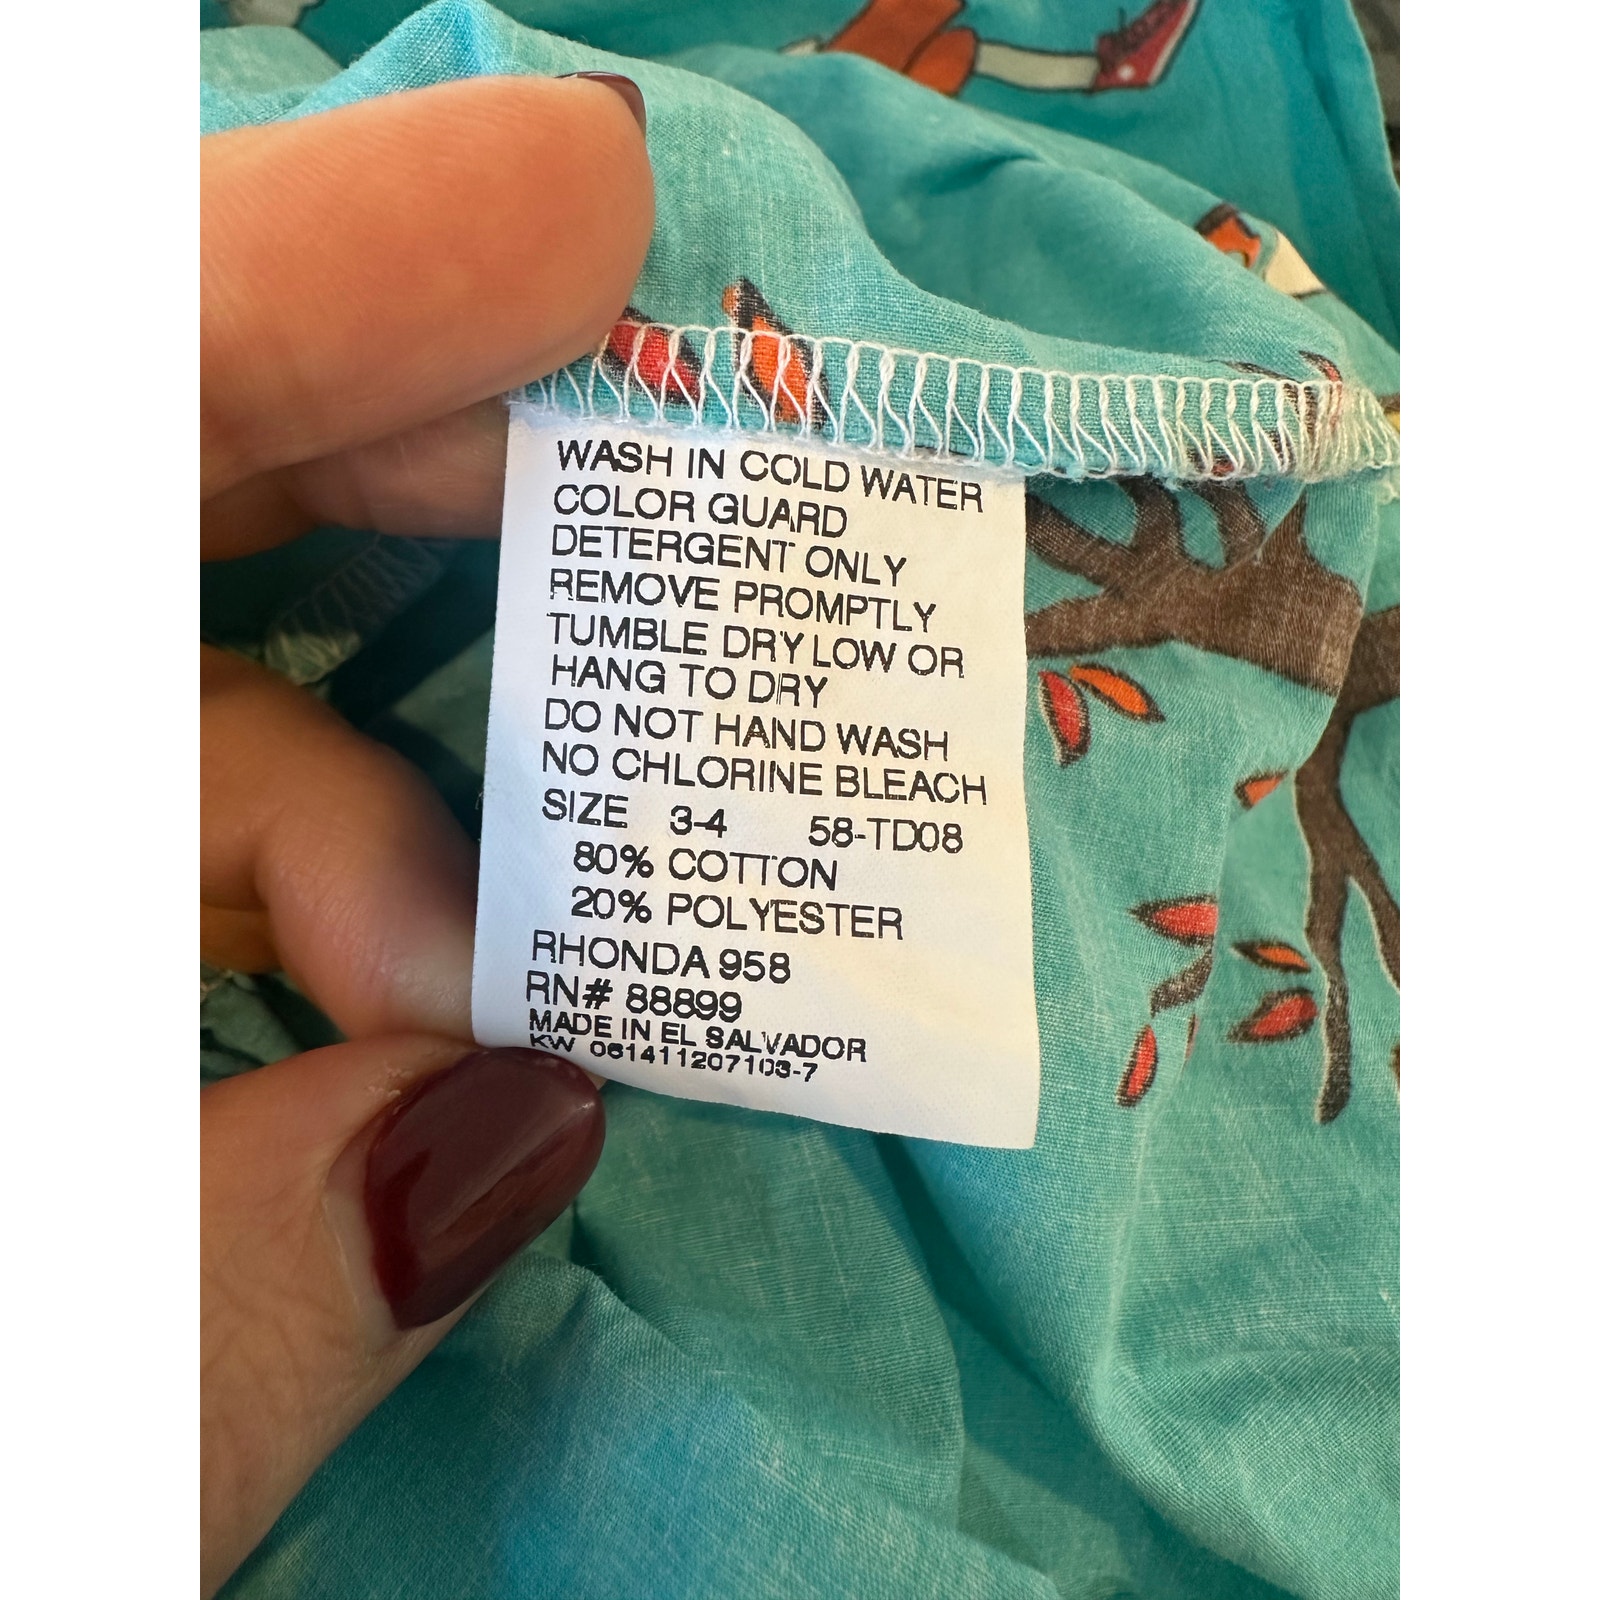 WASH IN COLD WATER
COLOR GUARD
DETERGENT ONLY
REMOVE PROMPTLY
TUMBLE DRY LOW OR
HANG TO DRY
DO NOT HAND WASH
NO CHLORINE BLEACH
SIZE 3-4 58-TD08
80% COTTON
20% POLYESTER
RHONDA 958
RN# 88899
MADE IN EL SALVADOR
KW 061411207103-7